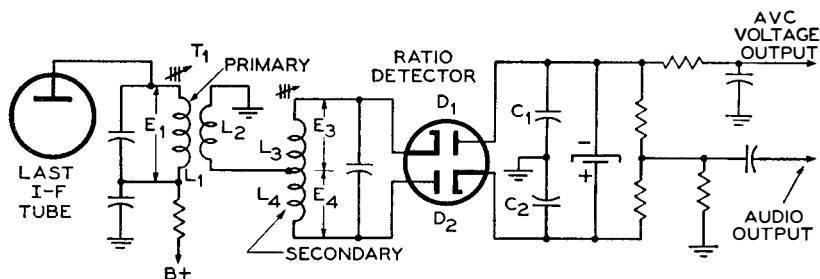 AVC
VOLTAGE
OUTPUT
T₁
PRIMARY
RATIO
DETECTOR
D₁
E₁
L₂
E₃
L₃
C₁
-
+
L₁
L₄
E₄
C₂
D₂
LAST
I-F
TUBE
SECONDARY
AUDIO
OUTPUT
B+